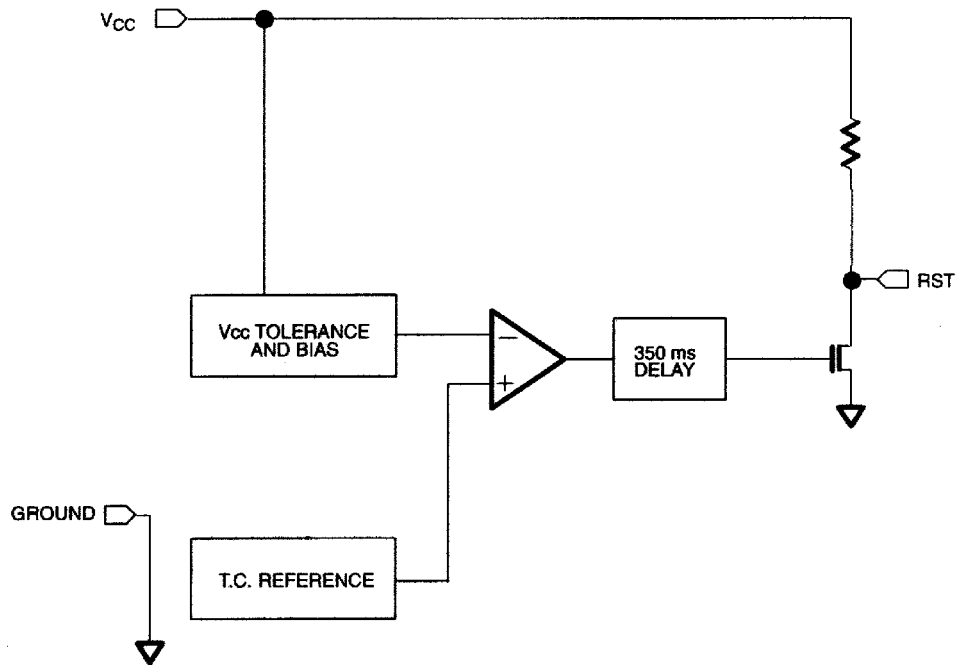 VCC
RST
Vcc TOLERANCE
AND BIAS
−
+
350 ms
DELAY
GROUND
T.C. REFERENCE